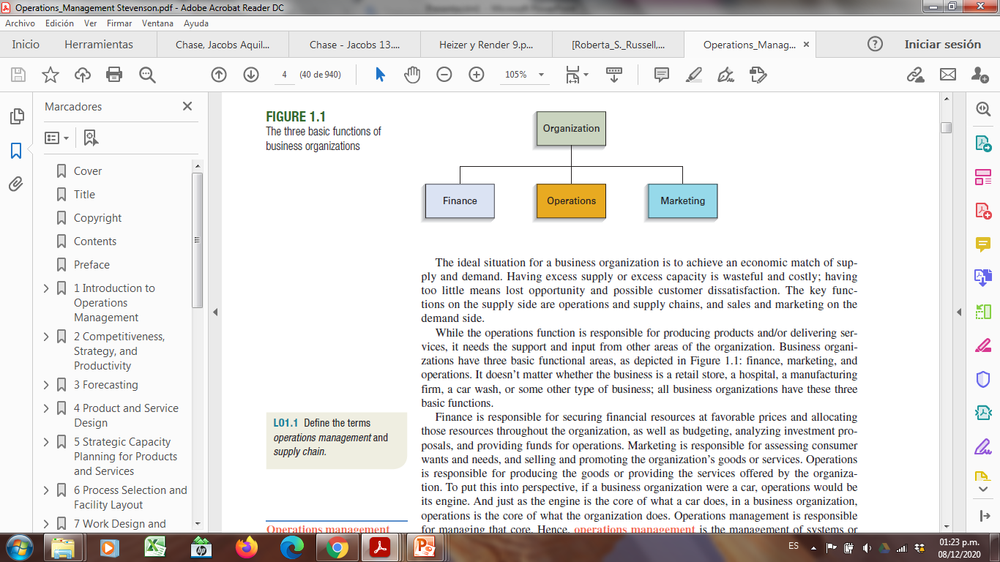 Operations_Management Stevenson.pdf - Adobe Acrobat Reader DC
Archivo Edición Ver Firmar Ventana Ayuda
Inicio Herramientas Chase, Jacobs Aquil... Chase - Jacobs 13.... Heizer y Render 9.p... [Roberta_S._Russell,... Operations_Manag... × ? Iniciar sesión
4 (40 de 940) 105%
Marcadores
Cover
Title
Copyright
Contents
Preface
1 Introduction to
Operations
Management
2 Competitiveness,
Strategy, and
Productivity
3 Forecasting
4 Product and Service
Design
5 Strategic Capacity
Planning for Products
and Services
6 Process Selection and
Facility Layout
7 Work Design and
FIGURE 1.1
The three basic functions of
business organizations
Organization
Finance Operations Marketing
The ideal situation for a business organization is to achieve an economic match of sup-
ply and demand. Having excess supply or excess capacity is wasteful and costly; having
too little means lost opportunity and possible customer dissatisfaction. The key func-
tions on the supply side are operations and supply chains, and sales and marketing on the
demand side.
While the operations function is responsible for producing products and/or delivering ser-
vices, it needs the support and input from other areas of the organization. Business organi-
zations have three basic functional areas, as depicted in Figure 1.1: finance, marketing, and
operations. It doesn't matter whether the business is a retail store, a hospital, a manufacturing
firm, a car wash, or some other type of business; all business organizations have these three
basic functions.
LO1.1 Define the terms
operations management and
supply chain.
Finance is responsible for securing financial resources at favorable prices and allocating
those resources throughout the organization, as well as budgeting, analyzing investment pro-
posals, and providing funds for operations. Marketing is responsible for assessing consumer
wants and needs, and selling and promoting the organization's goods or services. Operations
is responsible for producing the goods or providing the services offered by the organiza-
tion. To put this into perspective, if a business organization were a car, operations would be
its engine. And just as the engine is the core of what a car does, in a business organization,
operations is the core of what the organization does. Operations management is responsible
for managing that core. Hence, operations management is the management of systems or
Operations management
ES
01:23 p.m.
08/12/2020